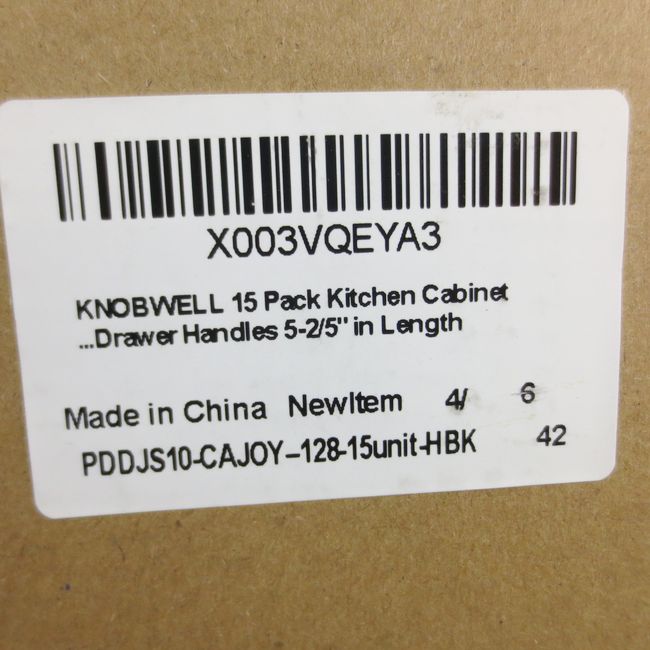 X003VQEYA3
KNOBWELL 15 Pack Kitchen Cabinet
...Drawer Handles 5-2/5" in Length
Made in China NewItem 4/ 6
PDDJS10-CAJOY–128-15unit-HBK 42